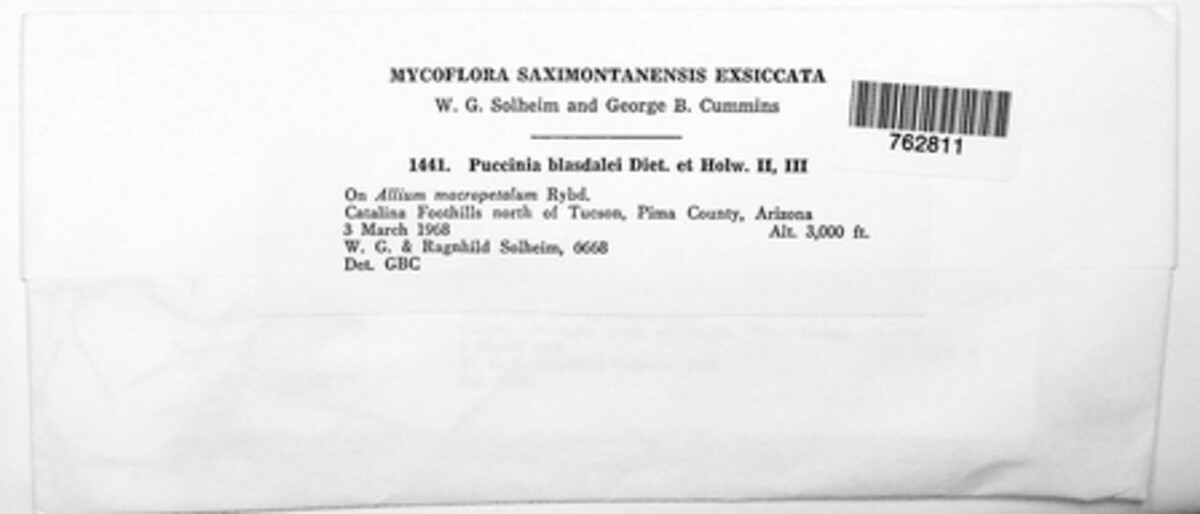 MYCOFLORA SAXIMONTANENSIS EXSICCATA
W. G. Solheim and George B. Cummins
762811
1441. Puccinia blasdalei Diet. et Holw. II, III
On Allium macropetalum Rybd.
Catalina Foothills north of Tucson, Pima County, Arizona
3 March 1968 Alt. 3,000 ft.
W. G. & Ragnhild Solheim, 6668
Det. GBC